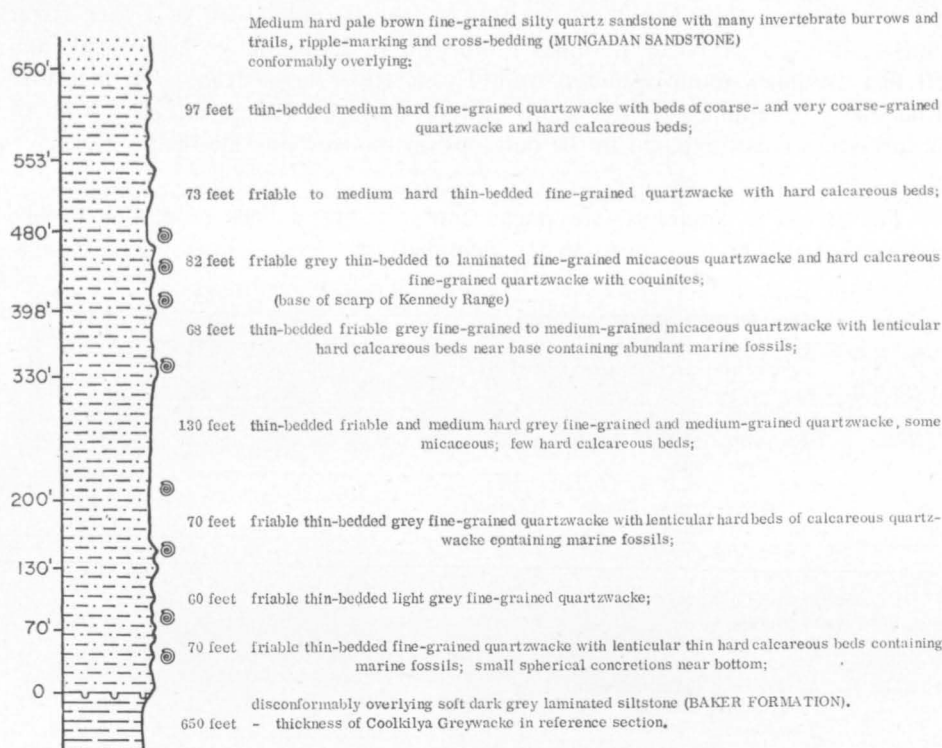 Medium hard pale brown fine-grained silty quartz sandstone with many invertebrate burrows and
trails, ripple-marking and cross-bedding (MUNGADAN SANDSTONE)
conformably overlying:
650'
97 feet thin-bedded medium hard fine-grained quartzwacke with beds of coarse- and very coarse-grained
quartzwacke and hard calcareous beds;
553'
73 feet friable to medium hard thin-bedded fine-grained quartzwacke with hard calcareous beds;
480'
82 feet friable grey thin-bedded to laminated fine-grained micaceous quartzwacke and hard calcareous
fine-grained quartzwacke with coquinites;
(base of scarp of Kennedy Range)
398'
68 feet thin-bedded friable grey fine-grained to medium-grained micaceous quartzwacke with lenticular
hard calcareous beds near base containing abundant marine fossils;
330'
130 feet thin-bedded friable and medium hard grey fine-grained and medium-grained quartzwacke, some
micaceous; few hard calcareous beds;
200'
70 feet friable thin-bedded grey fine-grained quartzwacke with lenticular hard beds of calcareous quartz-
wacke containing marine fossils;
130'
60 feet friable thin-bedded light grey fine-grained quartzwacke;
70'
70 feet friable thin-bedded fine-grained quartzwacke with lenticular thin hard calcareous beds containing
marine fossils; small spherical concretions near bottom;
0
disconformably overlying soft dark grey laminated siltstone (BAKER FORMATION).
650 feet - thickness of Coolkilya Greywacke in reference section.